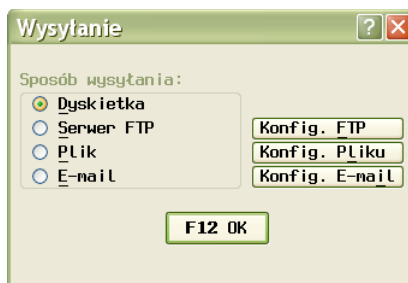 Wysyłanie
Sposób wysyłania:
Dyskietka
Serwer FTP
Konfig. FTP
Plik
Konfig. Pliku
E-mail
Konfig. E-mail
F12 OK